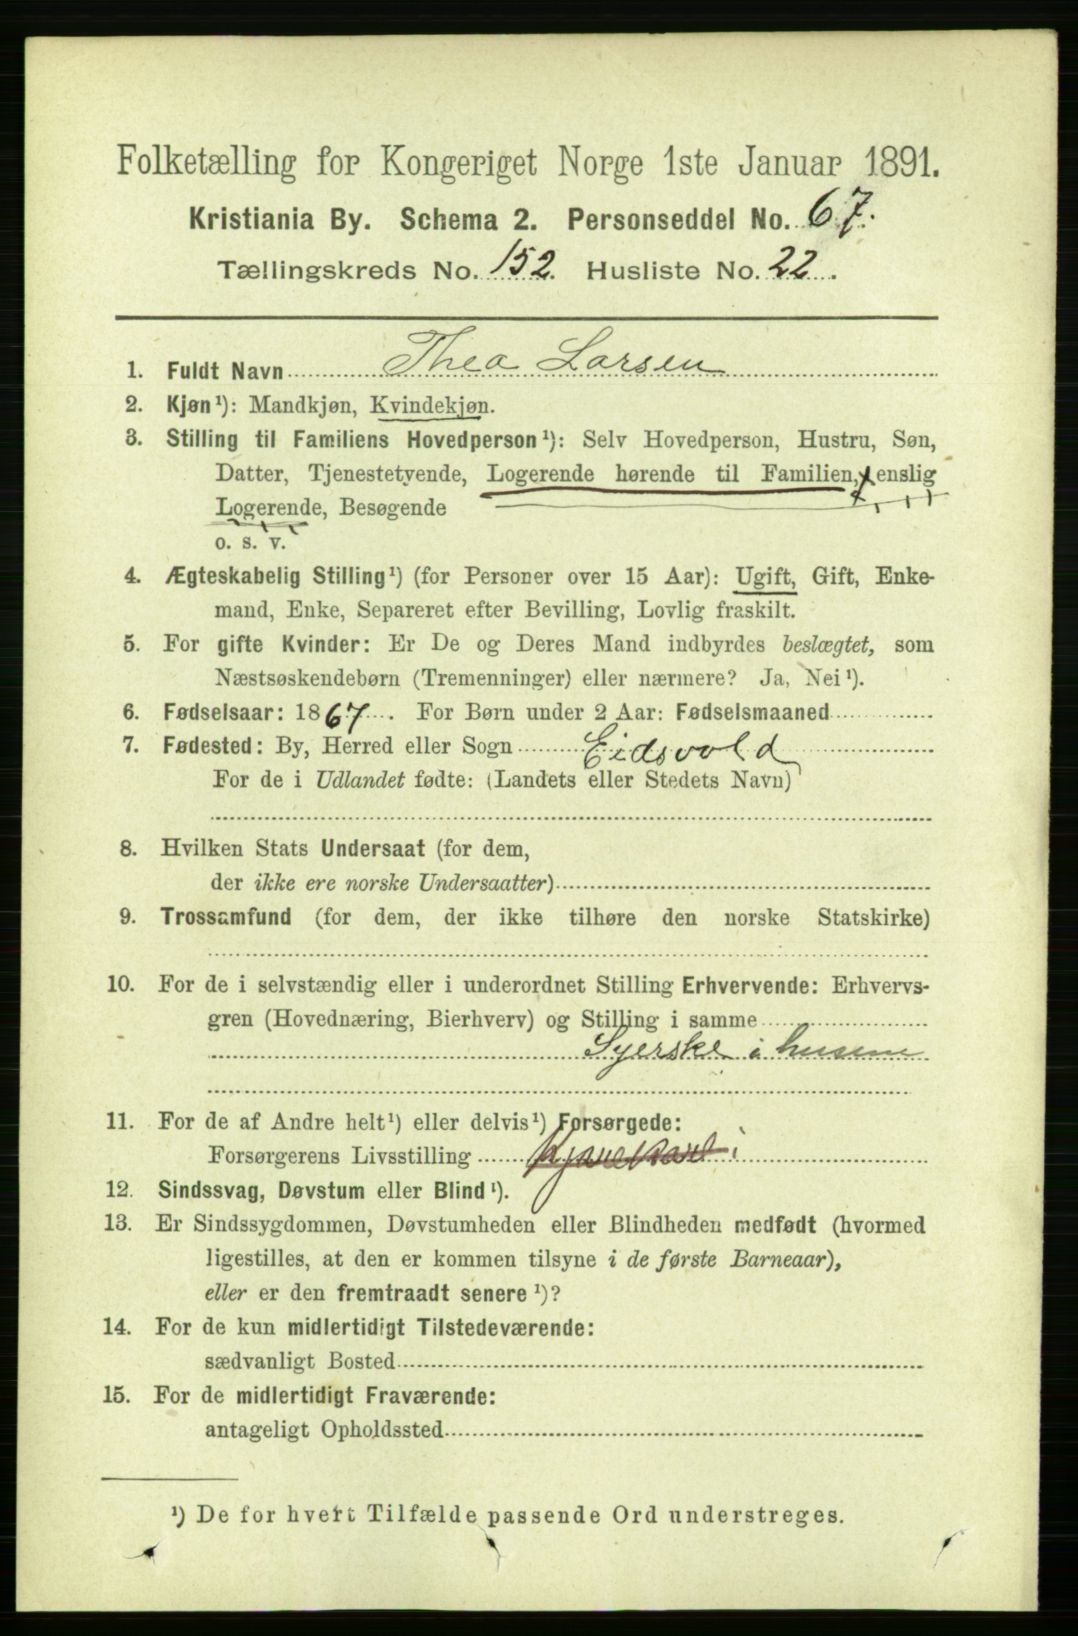 Folketælling for Kongeriget Norge 1ste Januar 1891.
Kristiania By. Schema 2. Personseddel No. 67.
Tællingskreds No. 152. Husliste No. 22.
1. Fuldt Navn Thea Larsen
2. Kjøn¹): Mandkjøn, Kvindekjøn.
3. Stilling til Familiens Hovedperson¹): Selv Hovedperson, Hustru, Søn,
Datter, Tjenestetyende, Logerende hørende til Familien, enslig
Logerende, Besøgende
o. s. v.
4. Ægteskabelig Stilling¹) (for Personer over 15 Aar): Ugift, Gift, Enke-
mand, Enke, Separeret efter Bevilling, Lovlig fraskilt.
5. For gifte Kvinder: Er De og Deres Mand indbyrdes beslægtet, som
Næstsøskendebørn (Tremenninger) eller nærmere? Ja, Nei¹).
6. Fødselsaar: 1867. For Børn under 2 Aar: Fødselsmaaned
7. Fødested: By, Herred eller Sogn Eidsvold
For de i Udlandet fødte: (Landets eller Stedets Navn)
8. Hvilken Stats Undersaat (for dem,
der ikke ere norske Undersaatter)
9. Trossamfund (for dem, der ikke tilhøre den norske Statskirke)
10. For de i selvstændig eller i underordnet Stilling Erhvervende: Erhvervs-
gren (Hovednæring, Bierhverv) og Stilling i samme
Syerske i husene
11. For de af Andre helt¹) eller delvis¹) Forsørgede:
Forsørgerens Livsstilling
12. Sindssvag, Døvstum eller Blind¹).
13. Er Sindssygdommen, Døvstumheden eller Blindheden medfødt (hvormed
ligestilles, at den er kommen tilsyne i de første Barneaar),
eller er den fremtraadt senere¹)?
14. For de kun midlertidigt Tilstedeværende:
sædvanligt Bosted
15. For de midlertidigt Fraværende:
antageligt Opholdssted
¹) De for hvert Tilfælde passende Ord understreges.